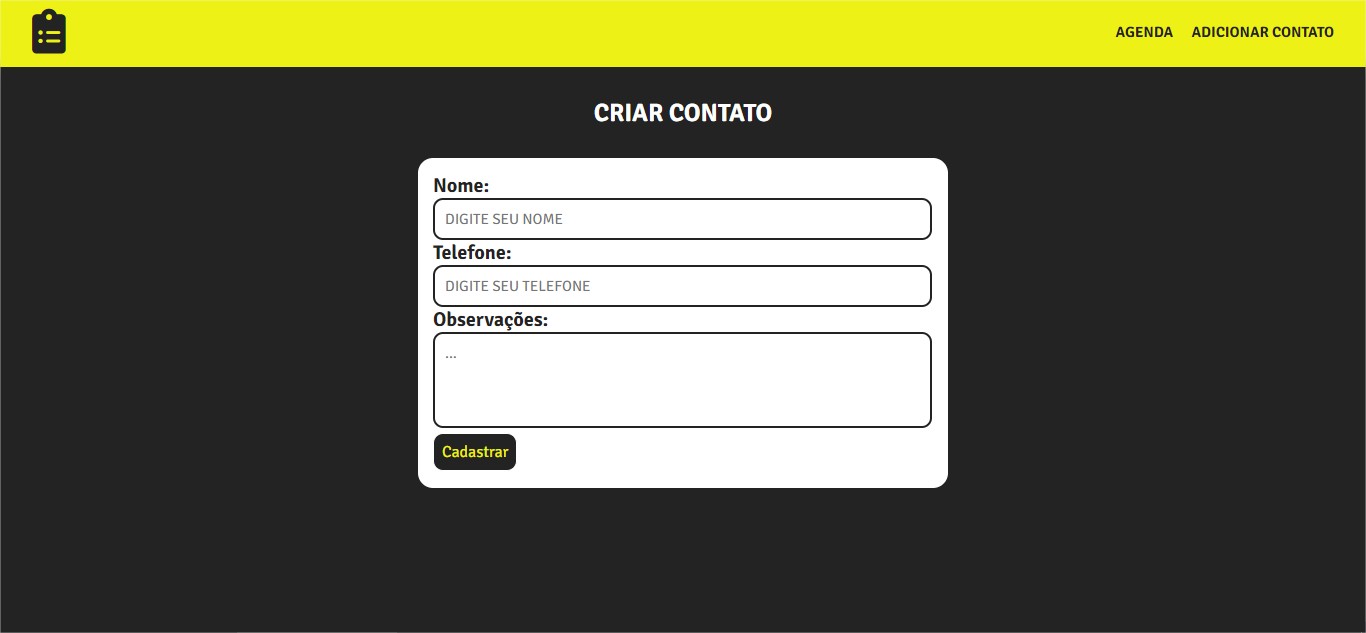 AGENDA ADICIONAR CONTATO
CRIAR CONTATO
Nome:
DIGITE SEU NOME
Telefone:
DIGITE SEU TELEFONE
Observações:
...
Cadastrar